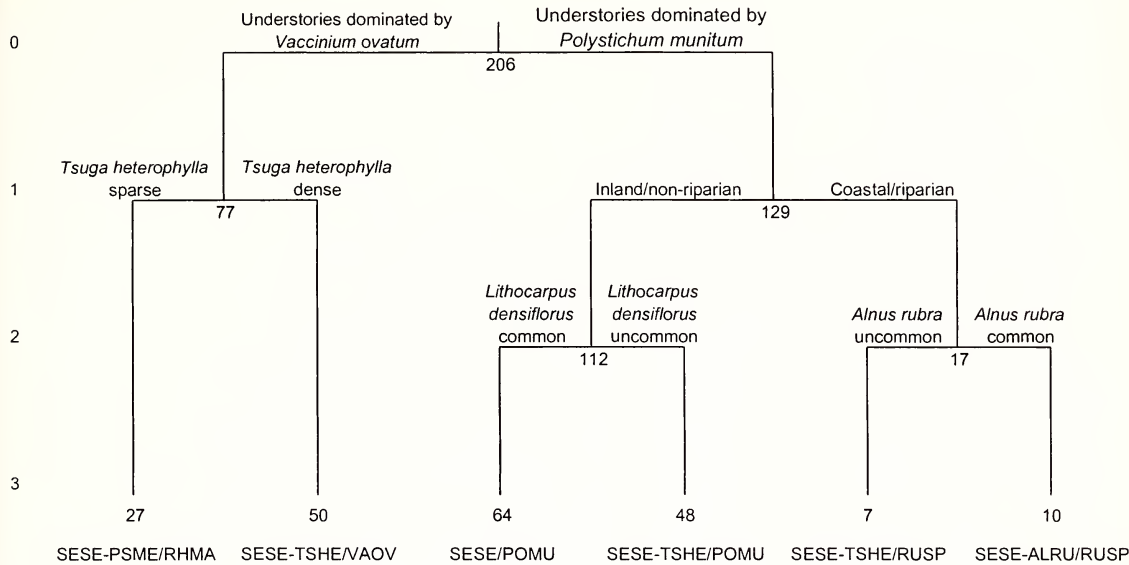 Understories dominated by
Vaccinium ovatum
Understories dominated by
Polystichum munitum
0
206
Tsuga heterophylla
sparse
Tsuga heterophylla
dense
1
Inland/non-riparian
Coastal/riparian
77
129
Lithocarpus
densiflorus
common
Lithocarpus
densiflorus
uncommon
Alnus rubra
uncommon
Alnus rubra
common
2
112
17
3
27
50
64
48
7
10
SESE-PSME/RHMA
SESE-TSHE/VAOV
SESE/POMU
SESE-TSHE/POMU
SESE-TSHE/RUSP
SESE-ALRU/RUSP